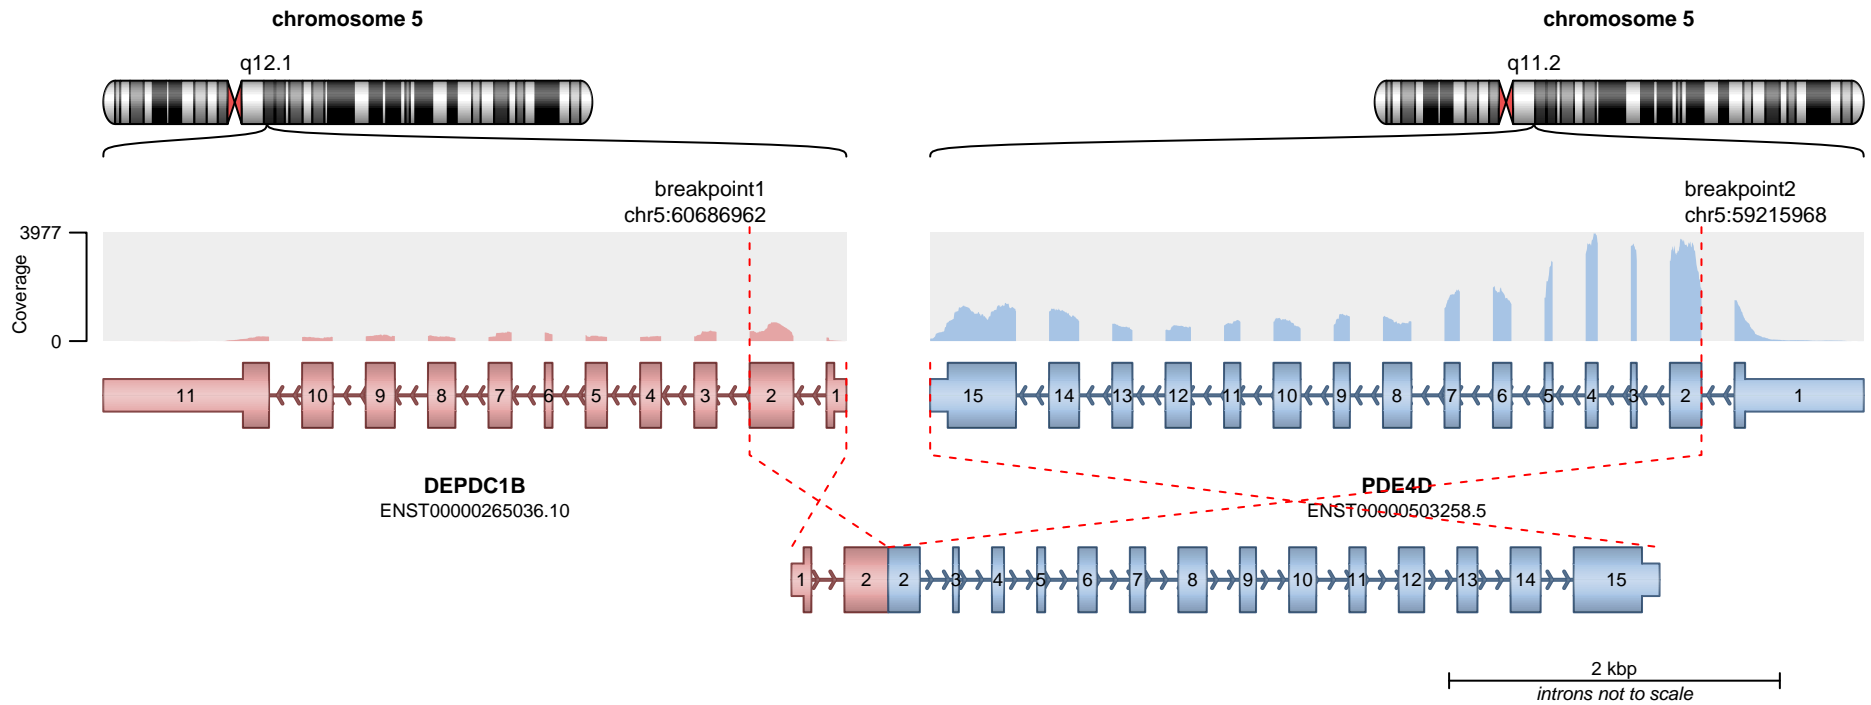 chromosome 5
chromosome 5
q12.1
q11.2
breakpoint1
chr5:60686962
breakpoint2
chr5:59215968
3977
Coverage
0
11 10 9 8 7 6 5 4 3 2 1
15 14 13 12 11 10 9 8 7 6 5 4 3 2 1
DEPDC1B
ENST00000265036.10
PDE4D
ENST00000503258.5
1 2 2 3 4 5 6 7 8 9 10 11 12 13 14 15
2 kbp
introns not to scale